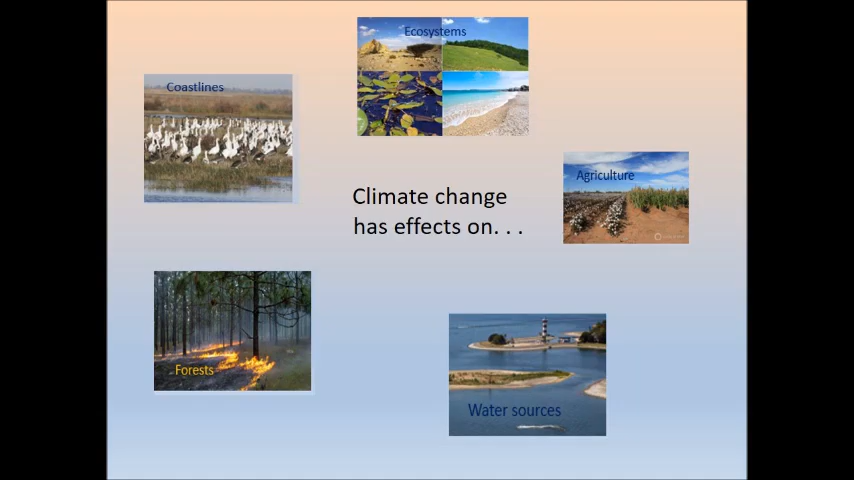 Ecosystems
Coastlines
Agriculture
Climate change
has effects on. . .
Forests
Water sources